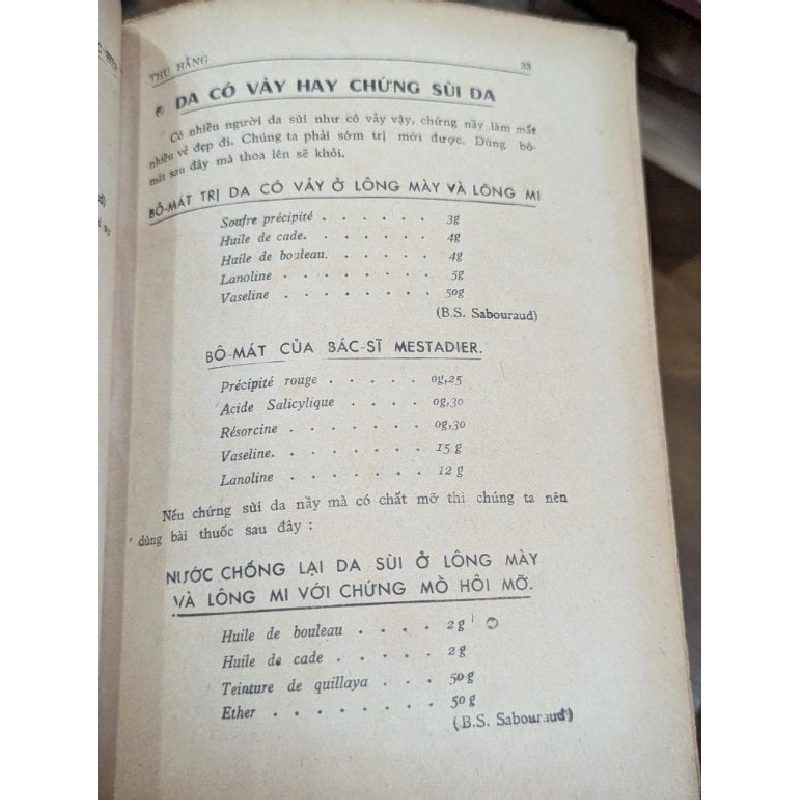 THU HẰNG 33
DA CÓ VẢY HAY CHỨNG SÙI DA
Có nhiều người da sùi như có vảy vậy, chứng nầy làm mất
nhiều vẻ đẹp đi. Chúng ta phải sớm trị mới được. Dùng bô-
mát sau đây mà thoa lên sẽ khỏi.
BÔ-MÁT TRỊ DA CÓ VẢY Ở LÔNG MÀY VÀ LÔNG MI
Soufre précipité . . . . . . 3g
Huile de cade. . . . . . . 4g
Huile de bouleau. . . . . . 4g
Lanoline . . . . . . . . 5g
Vaseline . . . . . . . . 50g
(B.S. Sabouraud)
BÔ-MÁT CỦA BÁC-SĨ MESTADIER.
Précipité rouge . . . . . 0g,25
Acide Salicylique . . . . 0g,30
Résorcine . . . . . . . 0g,30
Vaseline. . . . . . . . 15 g
Lanoline . . . . . . . 12 g
Nếu chứng sùi da nầy mà có chất mỡ thì chúng ta nên
dùng bài thuốc sau đây :
NƯỚC CHỐNG LẠI DA SÙI Ở LÔNG MÀY
VÀ LÔNG MI VỚI CHỨNG MỒ HÔI MỠ.
Huile de bouleau . . . . 2 g
Huile de cade . . . . . 2 g
Teinture de quillaya . . . 50 g
Ether . . . . . . . . 50 g
(B.S. Sabouraud)